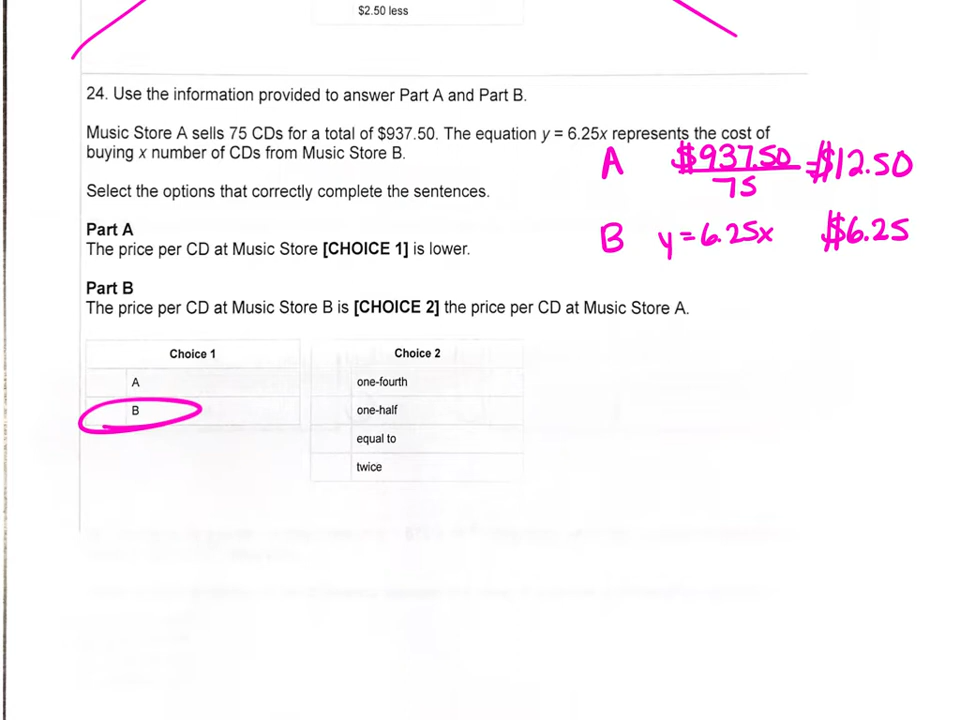 $2.50 less
24. Use the information provided to answer Part A and Part B.
Music Store A sells 75 CDs for a total of $937.50. The equation y = 6.25x represents the cost of
buying x number of CDs from Music Store B.
A $937.50 / 75 = $12.50
Select the options that correctly complete the sentences.
Part A
The price per CD at Music Store [CHOICE 1] is lower.
B y = 6.25x $6.25
Part B
The price per CD at Music Store B is [CHOICE 2] the price per CD at Music Store A.
Choice 1
A
B
Choice 2
one-fourth
one-half
equal to
twice